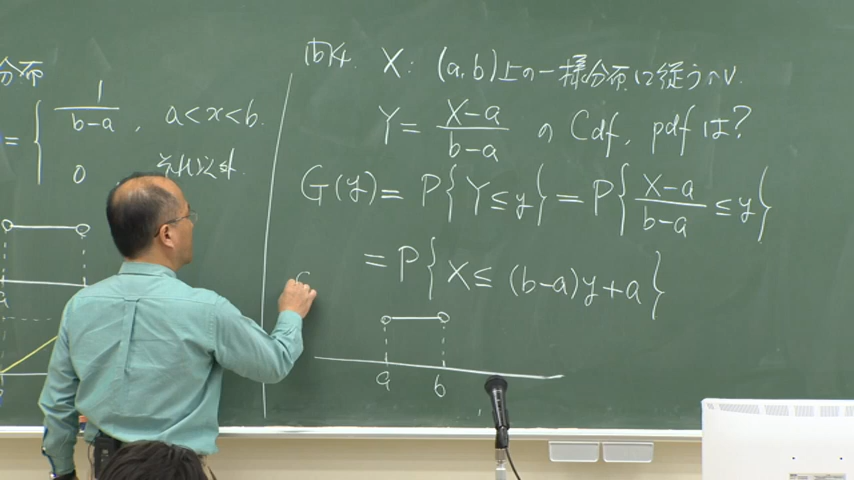 分布
= { 1/(b-a), a<x<b.
0, それ以外.
a
例4. X: (a,b)上の一様分布に従うr.v.
Y = (X-a)/(b-a) の Cdf, pdf は?
G(y) = P{Y≤y} = P{(X-a)/(b-a) ≤ y}
= P{X ≤ (b-a)y+a}
a b